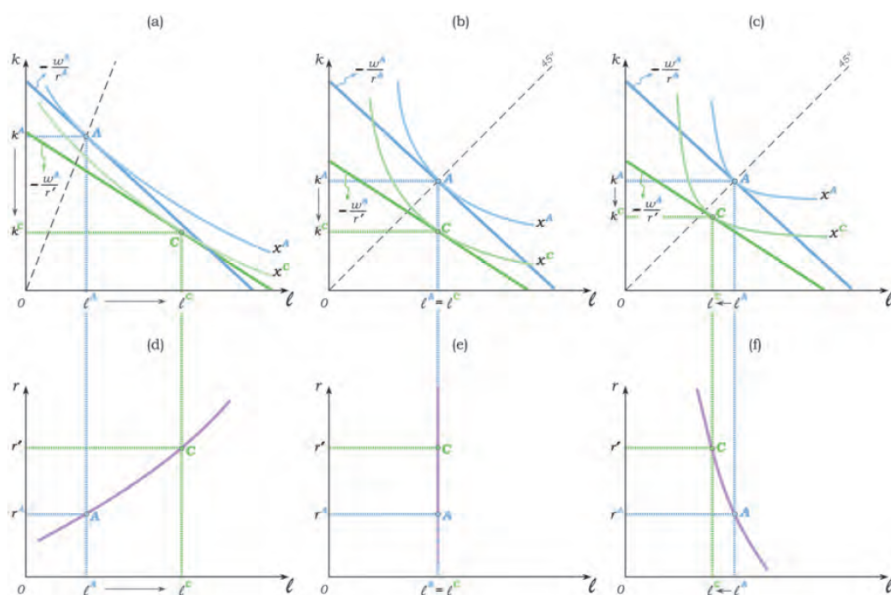 (a)
k
− w^A / r^A
k^A
A
− w^A / r'
k^C
C
x^A
x^C
0
ℓ^A → ℓ^C
ℓ
(b)
k
− w^A / r^A
45°
k^A
A
− w^A / r'
k^C
C
x^A
x^C
0
ℓ^A = ℓ^C
ℓ
(c)
k
− w^A / r^A
45°
k^A
A
− w^A / r'
k^C
C
x^A
x^C
0
ℓ^C ← ℓ^A
ℓ
(d)
r
r'
C
r^A
A
0
ℓ^A → ℓ^C
ℓ
(e)
r
r'
C
r^A
A
0
ℓ^A = ℓ^C
ℓ
(f)
r
r'
C
r^A
A
0
ℓ^C ← ℓ^A
ℓ